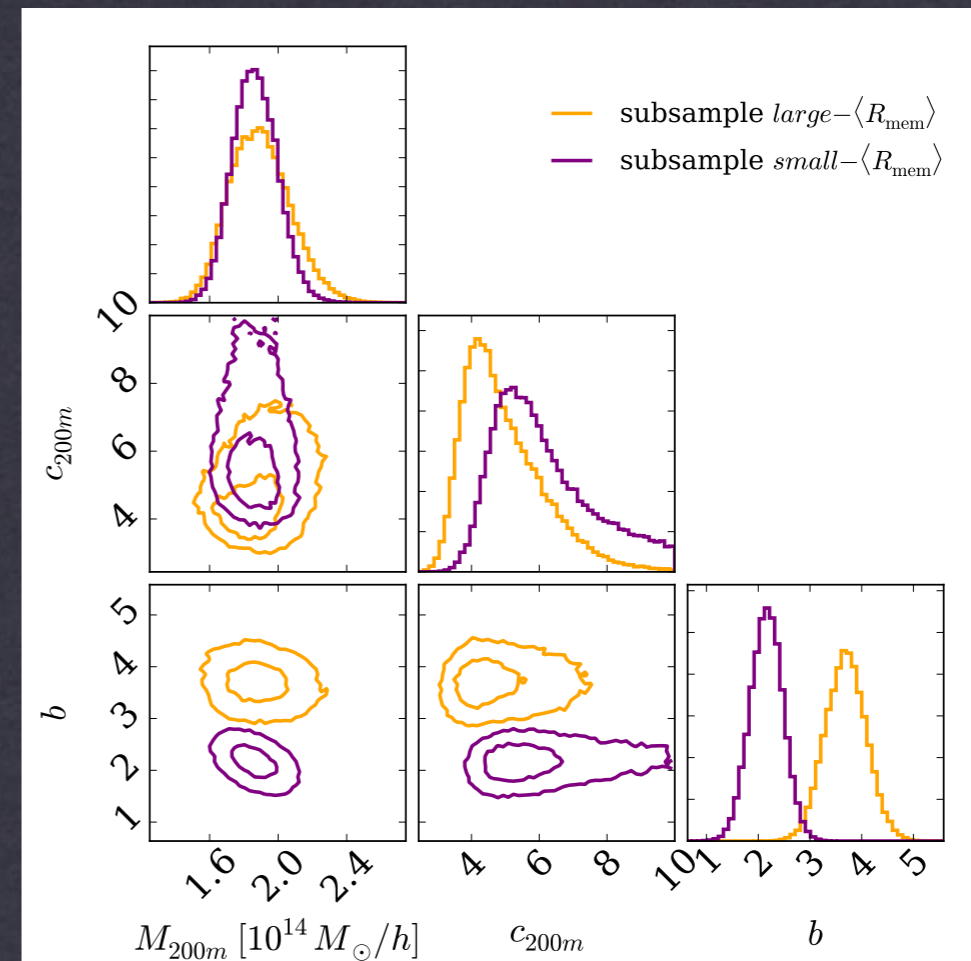 subsample large−⟨R_mem⟩
subsample small−⟨R_mem⟩
10
8
6
4
c_200m
5
4
3
2
1
b
1.6 2.0 2.4
4 6 8 10
1 2 3 4 5
M_200m [10^14 M_⊙/h]
c_200m
b